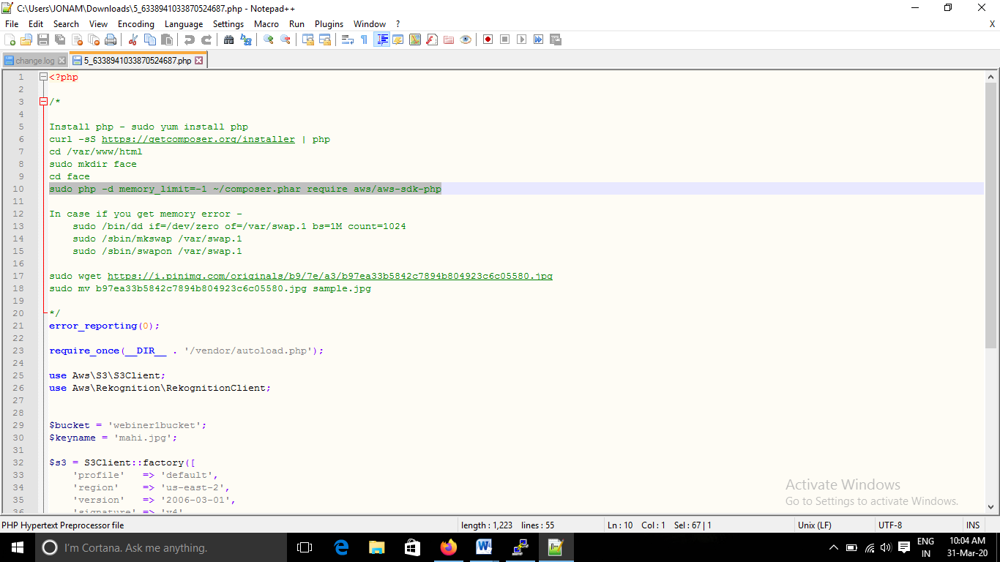 C:\Users\JONAM\Downloads\5_6338941033870524687.php - Notepad++
File Edit Search View Encoding Language Settings Macro Run Plugins Window ? X
change.log 5_6338941033870524687.php
1 <?php
2
3 /*
4
5 Install php - sudo yum install php
6 curl -sS https://getcomposer.org/installer | php
7 cd /var/www/html
8 sudo mkdir face
9 cd face
10 sudo php -d memory_limit=-1 ~/composer.phar require aws/aws-sdk-php
11
12 In case if you get memory error -
13 sudo /bin/dd if=/dev/zero of=/var/swap.1 bs=1M count=1024
14 sudo /sbin/mkswap /var/swap.1
15 sudo /sbin/swapon /var/swap.1
16
17 sudo wget https://i.pinimg.com/originals/b9/7e/a3/b97ea33b5842c7894b804923c6c05580.jpg
18 sudo mv b97ea33b5842c7894b804923c6c05580.jpg sample.jpg
19
20 */
21 error_reporting(0);
22
23 require_once(__DIR__ . '/vendor/autoload.php');
24
25 use Aws\S3\S3Client;
26 use Aws\Rekognition\RekognitionClient;
27
28
29 $bucket = 'webiner1bucket';
30 $keyname = 'mahi.jpg';
31
32 $s3 = S3Client::factory([
33 'profile' => 'default',
34 'region' => 'us-east-2',
35 'version' => '2006-03-01',
36 'signature' => 'v4'
Activate Windows
Go to Settings to activate Windows.
PHP Hypertext Preprocessor file length : 1,223 lines : 55 Ln : 10 Col : 1 Sel : 67 | 1 Unix (LF) UTF-8 INS
I'm Cortana. Ask me anything.
ENG
IN
10:04 AM
31-Mar-20